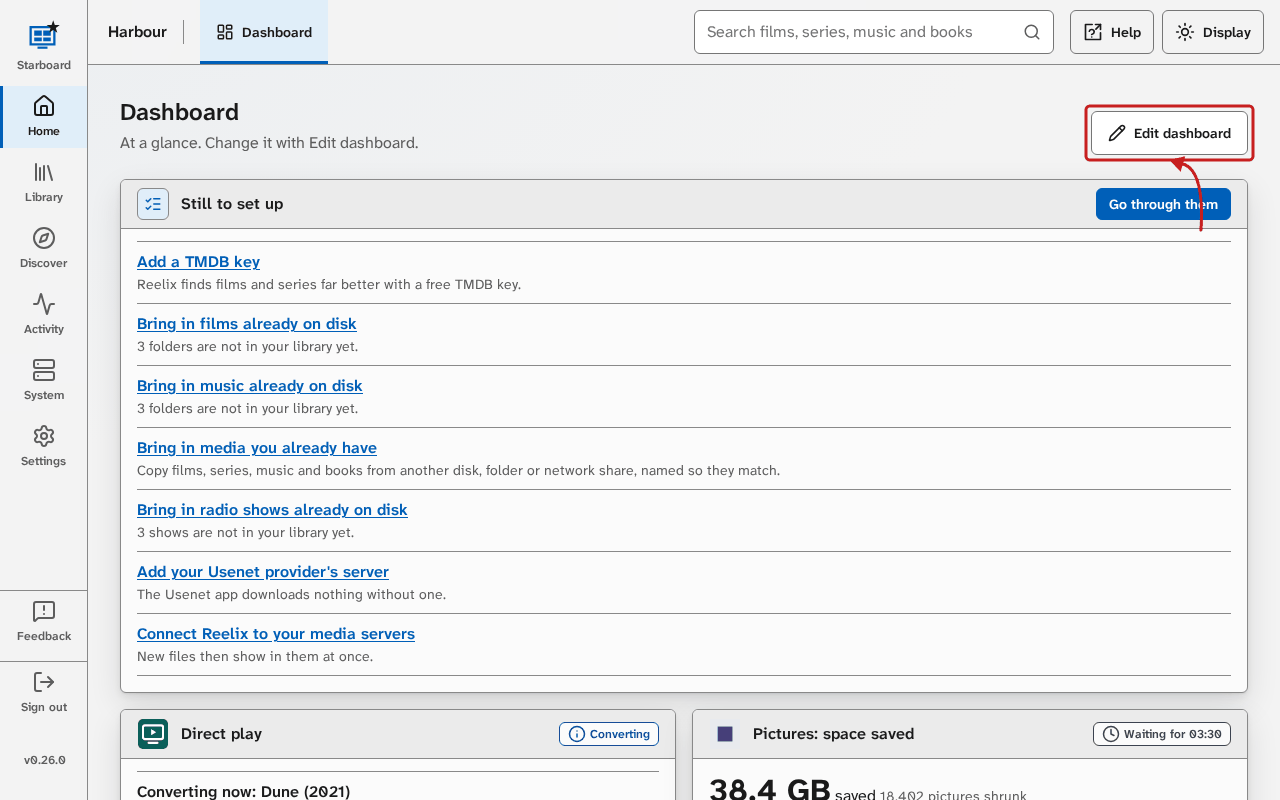 Starboard
Home
Library
Discover
Activity
System
Settings
Feedback
Sign out
v0.26.0
Harbour
Dashboard
Search films, series, music and books
Help
Display
Dashboard
At a glance. Change it with Edit dashboard.
Edit dashboard
Still to set up
Go through them
Add a TMDB key
Reelix finds films and series far better with a free TMDB key.
Bring in films already on disk
3 folders are not in your library yet.
Bring in music already on disk
3 folders are not in your library yet.
Bring in media you already have
Copy films, series, music and books from another disk, folder or network share, named so they match.
Bring in radio shows already on disk
3 shows are not in your library yet.
Add your Usenet provider's server
The Usenet app downloads nothing without one.
Connect Reelix to your media servers
New files then show in them at once.
Direct play
Converting
Converting now: Dune (2021)
Pictures: space saved
Waiting for 03:30
38.4 GB saved 18,402 pictures shrunk